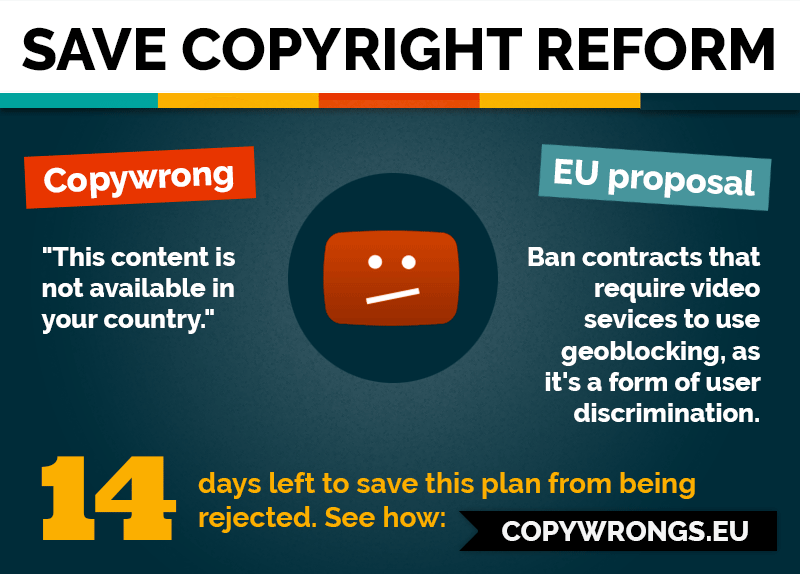 SAVE COPYRIGHT REFORM
Copywrong
"This content is
not available in
your country."
EU proposal
Ban contracts that
require video
sevices to use
geoblocking, as
it's a form of user
discrimination.
14
days left to save this plan from being
rejected. See how:
COPYWRONGS.EU